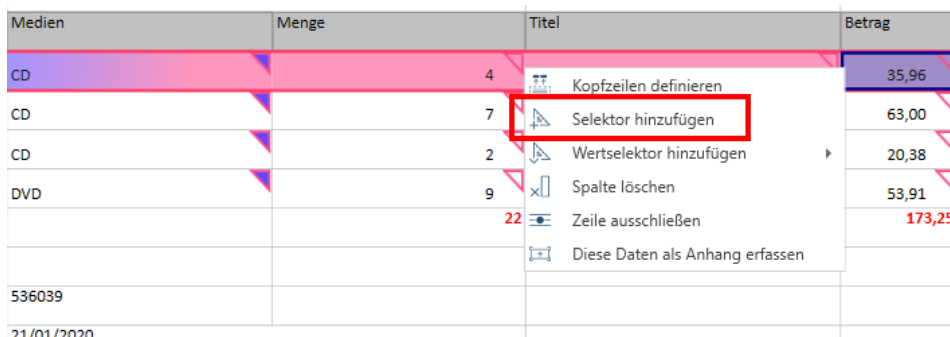 Medien Menge Titel Betrag
CD 4 35,96
Kopfzeilen definieren
CD 7 63,00
Selektor hinzufügen
CD 2 20,38
Wertselektor hinzufügen
DVD 9 53,91
Spalte löschen
22 173,25
Zeile ausschließen
Diese Daten als Anhang erfassen
536039
21/01/2020